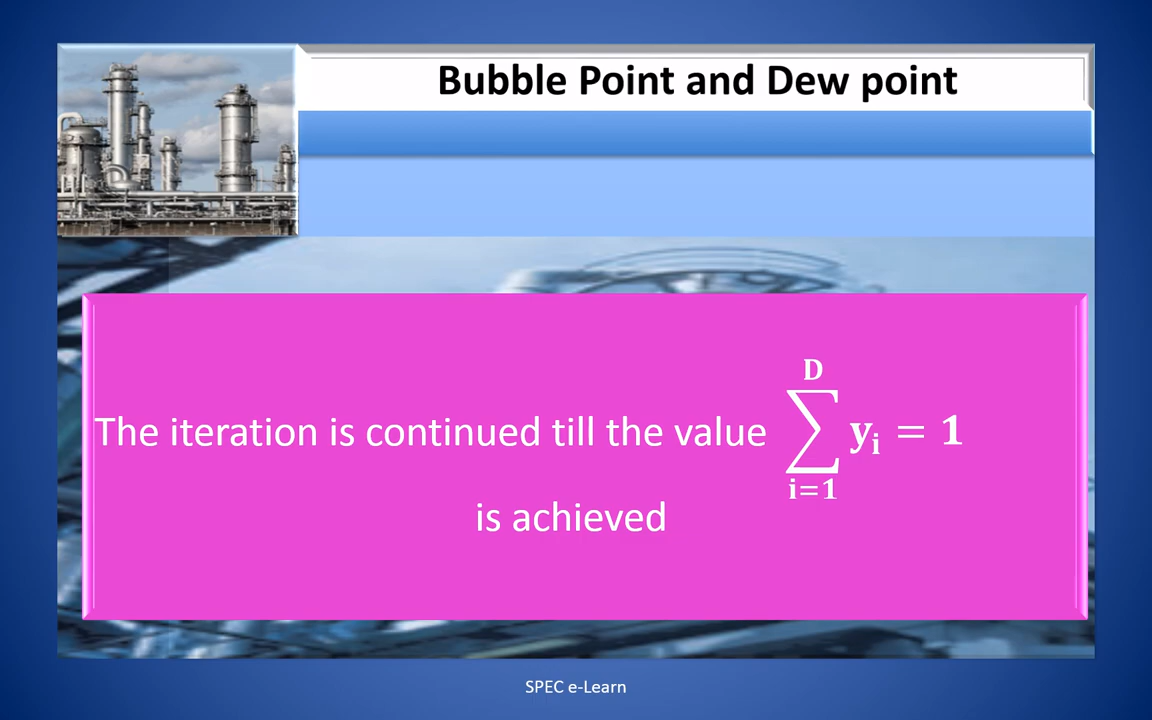 Bubble Point and Dew point
The iteration is continued till the value \sum_{i=1}^{D} y_i = 1
is achieved
SPEC e-Learn